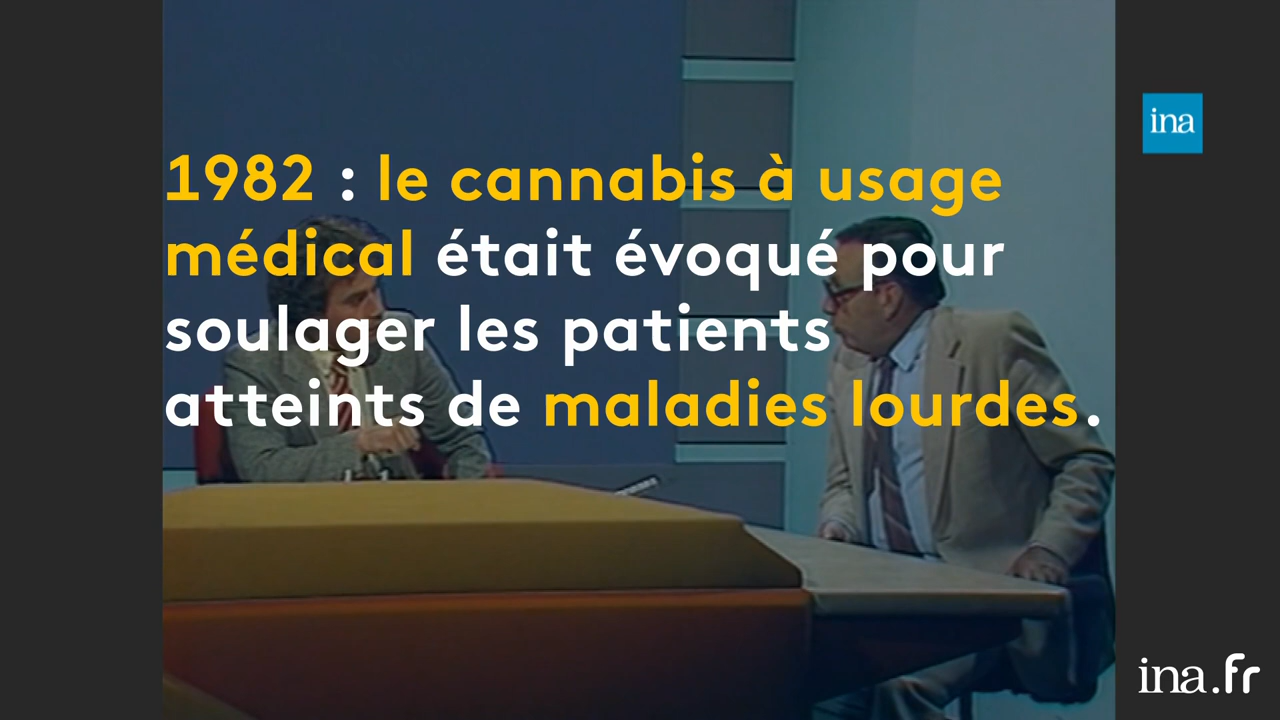 ina
1982 : le cannabis à usage
médical était évoqué pour
soulager les patients
atteints de maladies lourdes.
ina.fr